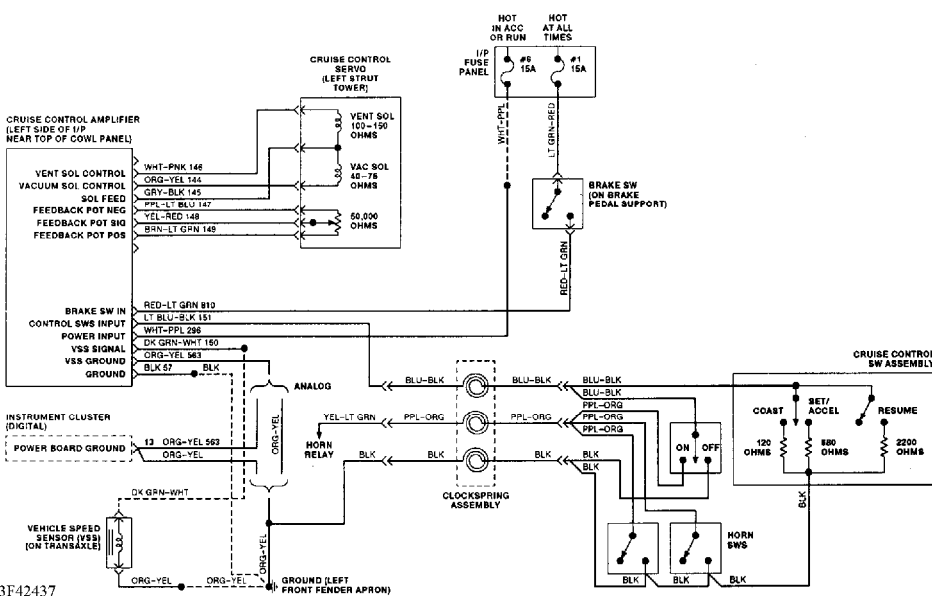 HOT
IN ACC
OR RUN
HOT
AT ALL
TIMES
I/P
FUSE
PANEL
#6
15A
#1
15A
CRUISE CONTROL
SERVO
(LEFT STRUT
TOWER)
VENT SOL
100-150
OHMS
VAC SOL
40-75
OHMS
50,000
OHMS
WHT-PPL
LT GRN-RED
BRAKE SW
(ON BRAKE
PEDAL SUPPORT)
RED-LT GRN
CRUISE CONTROL AMPLIFIER
(LEFT SIDE OF I/P
NEAR TOP OF COWL PANEL)
VENT SOL CONTROL
WHT-PNK 146
VACUUM SOL CONTROL
ORG-YEL 144
SOL FEED
GRY-BLK 145
FEEDBACK POT NEG
PPL-LT BLU 147
FEEDBACK POT SIG
YEL-RED 148
FEEDBACK POT POS
BRN-LT GRN 149
BRAKE SW IN
RED-LT GRN 810
CONTROL SWS INPUT
LT BLU-BLK 151
POWER INPUT
WHT-PPL 296
VSS SIGNAL
DK GRN-WHT 150
VSS GROUND
ORG-YEL 563
GROUND
BLK 57
BLK
ANALOG
ORG-YEL
INSTRUMENT CLUSTER
(DIGITAL)
POWER BOARD GROUND
13 ORG-YEL 563
ORG-YEL
DK GRN-WHT
VEHICLE SPEED
SENSOR (VSS)
(ON TRANSAXLE)
ORG-YEL
ORG-YEL
ORG-YEL
GROUND (LEFT
FRONT FENDER APRON)
YEL-LT GRN
HORN
RELAY
BLU-BLK
PPL-ORG
BLK
CLOCKSPRING
ASSEMBLY
BLU-BLK
PPL-ORG
BLK
BLU-BLK
BLU-BLK
PPL-ORG
PPL-ORG
PPL-ORG
BLK
BLK
ON
OFF
CRUISE CONTROL
SW ASSEMBLY
COAST
SET/
ACCEL
RESUME
120
OHMS
680
OHMS
2200
OHMS
BLK
HORN
SWS
BLK
BLK
3F42437